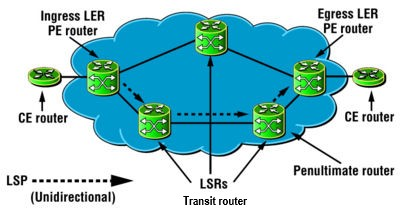 Ingress LER
PE router
Egress LER
PE router
CE router
CE router
LSRs
Transit router
Penultimate router
LSP
(Unidirectional)